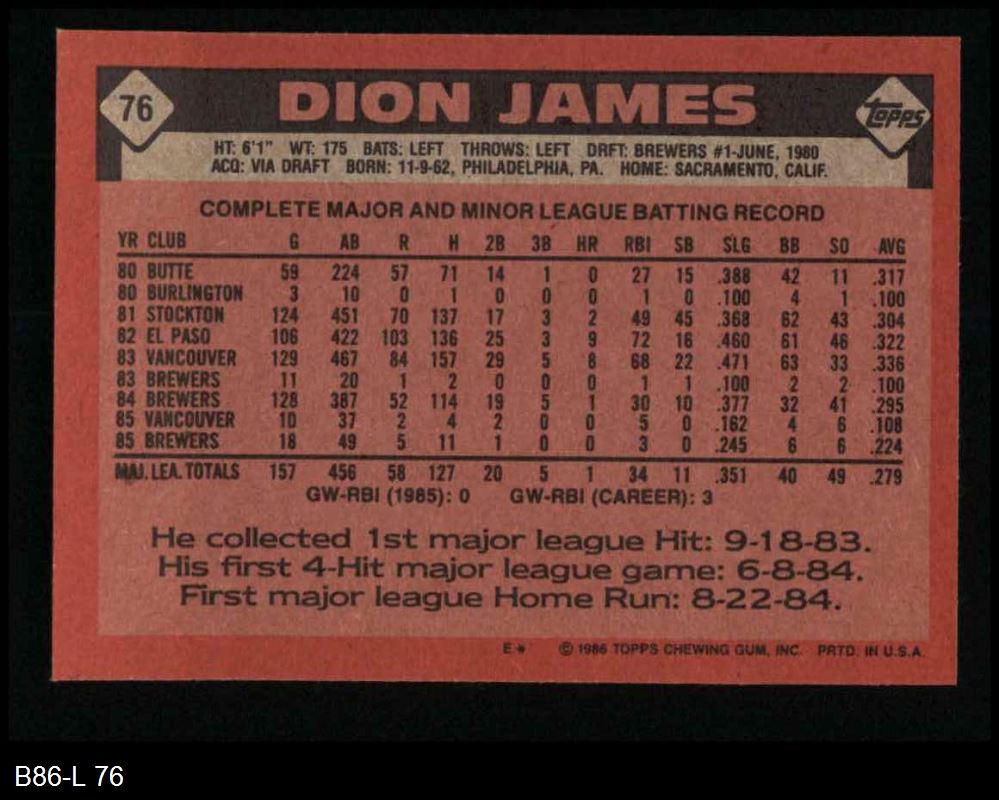 76
DION JAMES
Topps
HT: 6'1" WT: 175 BATS: LEFT THROWS: LEFT DRFT: BREWERS #1-JUNE, 1980
ACQ: VIA DRAFT BORN: 11-9-62, PHILADELPHIA, PA. HOME: SACRAMENTO, CALIF.
COMPLETE MAJOR AND MINOR LEAGUE BATTING RECORD
YR CLUB G AB R H 2B 3B HR RBI SB SLG BB SO AVG
80 BUTTE 59 224 57 71 14 1 0 27 15 .388 42 11 .317
80 BURLINGTON 3 10 0 1 0 0 0 1 0 .100 4 1 .100
81 STOCKTON 124 451 70 137 17 3 2 49 45 .368 62 43 .304
82 EL PASO 106 422 103 136 25 3 9 72 16 .460 61 46 .322
83 VANCOUVER 129 467 84 157 29 5 8 68 22 .471 63 33 .336
83 BREWERS 11 20 1 2 0 0 0 1 1 .100 2 2 .100
84 BREWERS 128 387 52 114 19 5 1 30 10 .377 32 41 .295
85 VANCOUVER 10 37 2 4 2 0 0 5 0 .162 4 6 .108
85 BREWERS 18 49 5 11 1 0 0 3 0 .245 6 6 .224
MAJ. LEA. TOTALS 157 456 58 127 20 5 1 34 11 .351 40 49 .279
GW-RBI (1985): 0 GW-RBI (CAREER): 3
He collected 1st major league Hit: 9-18-83.
His first 4-Hit major league game: 6-8-84.
First major league Home Run: 8-22-84.
E* © 1986 TOPPS CHEWING GUM, INC. PRTD. IN U.S.A.
B86-L 76